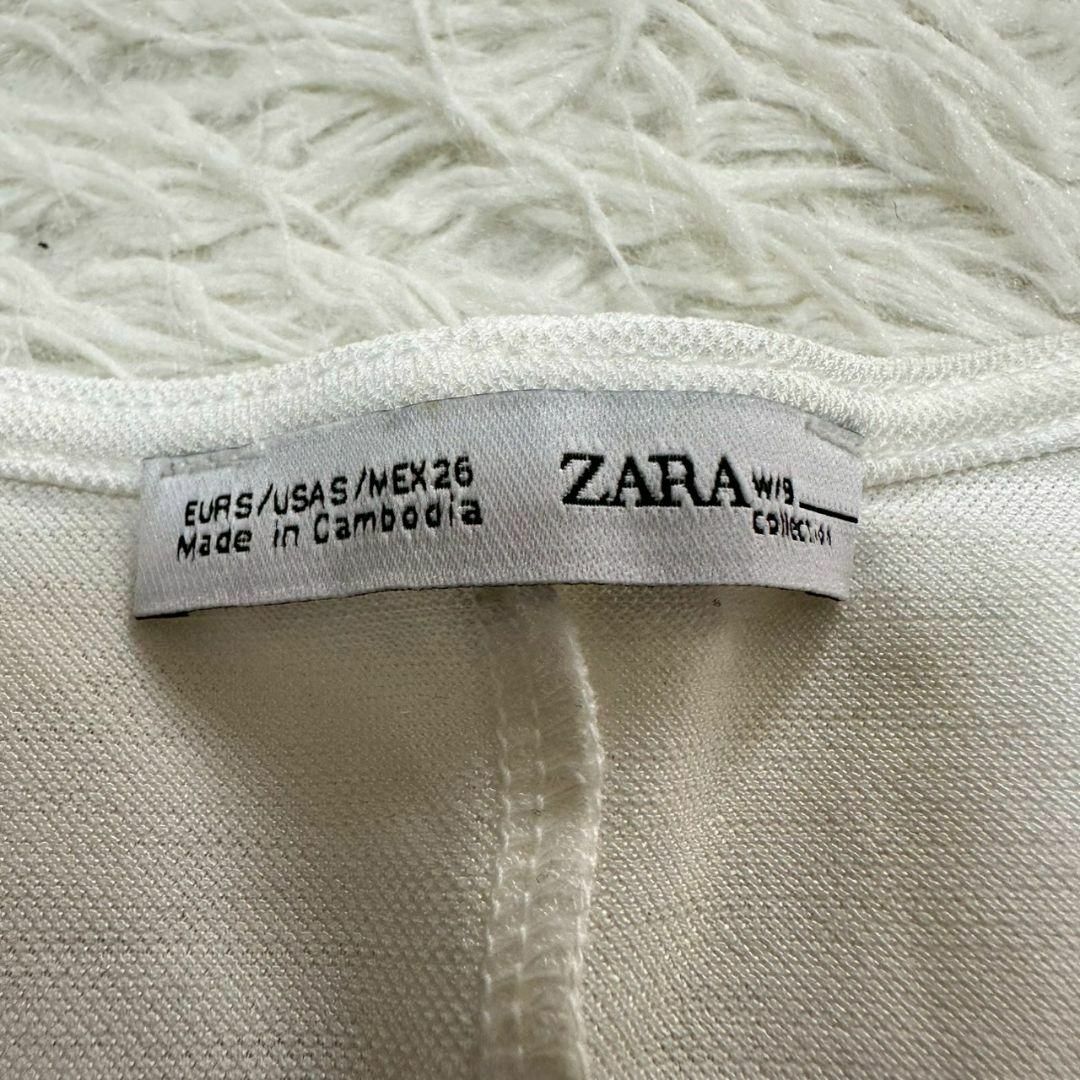 EUR S/USA S/MEX 26
Made in Cambodia
ZARA W/B
collection